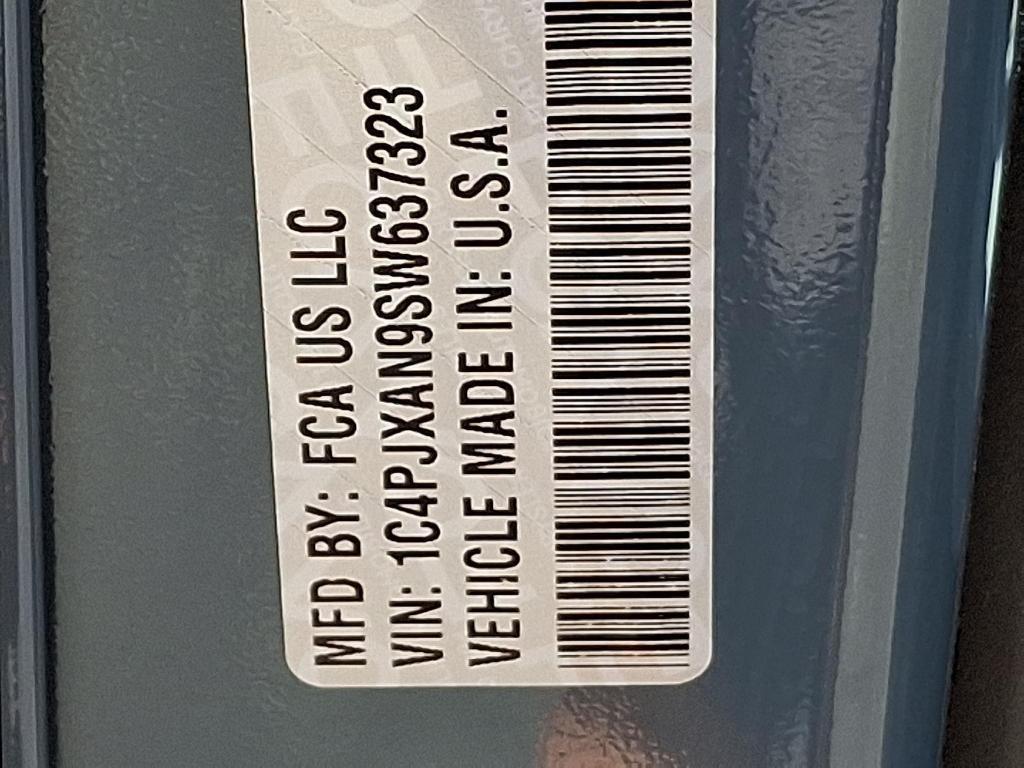 MFD BY: FCA US LLC
VIN: 1C4PJXAN9SW637323
VEHICLE MADE IN: U.S.A.